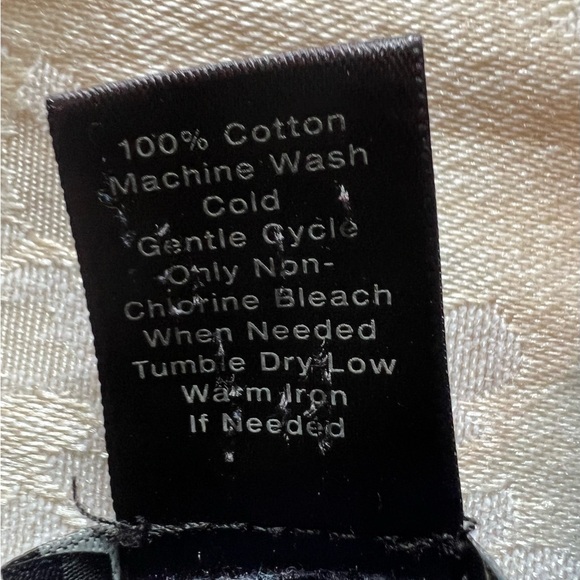 100% Cotton
Machine Wash
Cold
Gentle Cycle
Only Non-
Chlorine Bleach
When Needed
Tumble Dry Low
Warm Iron
If Needed